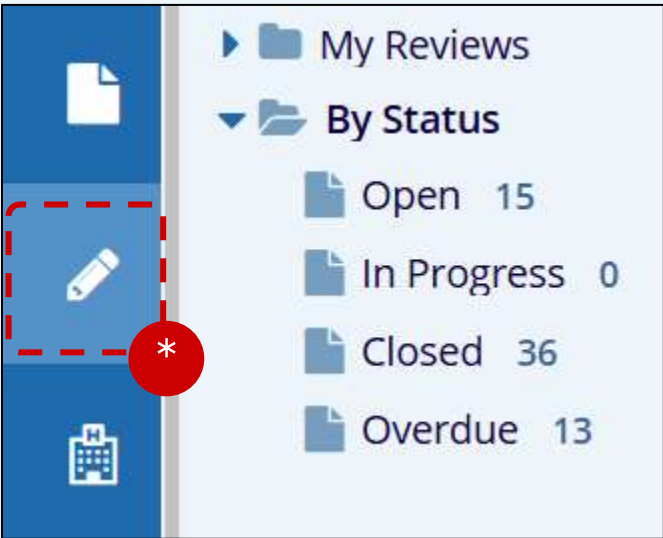 My Reviews
By Status
Open 15
In Progress 0
*
Closed 36
Overdue 13
H